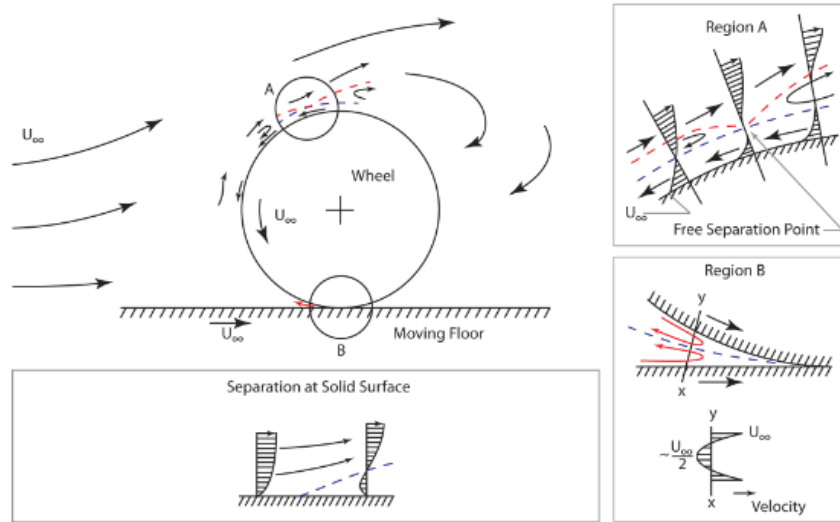 A
U∞
Wheel
U∞
U∞
B
Moving Floor
Region A
U∞
Free Separation Point
Region B
y
x
y
U∞
~U∞/2
x
Velocity
Separation at Solid Surface